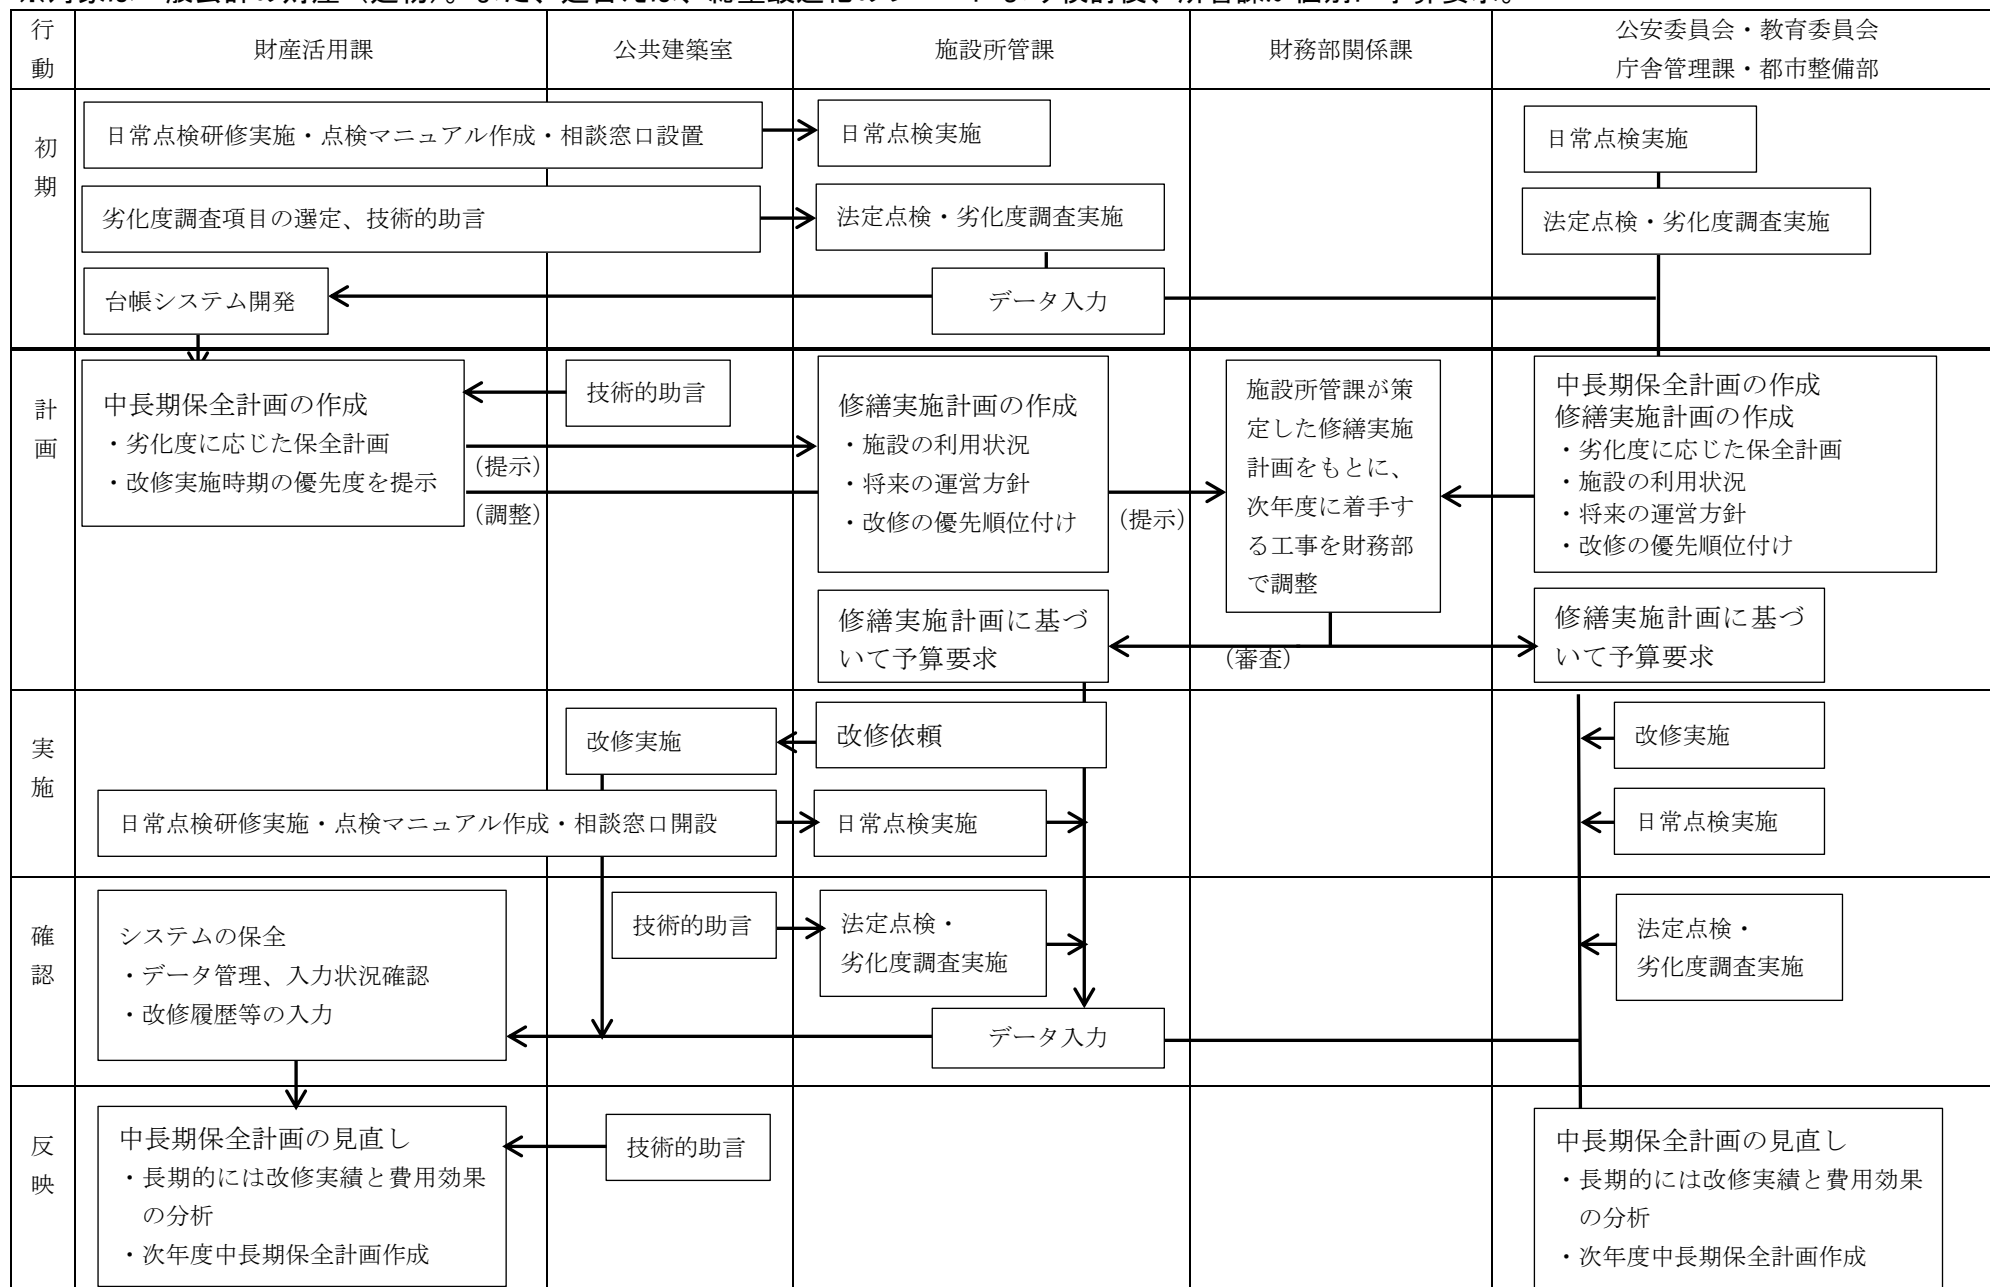 行
動
財産活用課
公共建築室
施設所管課
財務部関係課
公安委員会・教育委員会
庁舎管理課・都市整備部
初
期
日常点検研修実施・点検マニュアル作成・相談窓口設置
日常点検実施
日常点検実施
劣化度調査項目の選定、技術的助言
法定点検・劣化度調査実施
法定点検・劣化度調査実施
台帳システム開発
データ入力
計
画
中長期保全計画の作成
・劣化度に応じた保全計画
・改修実施時期の優先度を提示
技術的助言
(提示)
(調整)
修繕実施計画の作成
・施設の利用状況
・将来の運営方針
・改修の優先順位付け
(提示)
施設所管課が策
定した修繕実施
計画をもとに、
次年度に着手す
る工事を財務部
で調整
中長期保全計画の作成
修繕実施計画の作成
・劣化度に応じた保全計画
・施設の利用状況
・将来の運営方針
・改修の優先順位付け
修繕実施計画に基づ
いて予算要求
(審査)
修繕実施計画に基づ
いて予算要求
実
施
改修実施
改修依頼
改修実施
日常点検研修実施・点検マニュアル作成・相談窓口開設
日常点検実施
日常点検実施
確
認
システムの保全
・データ管理、入力状況確認
・改修履歴等の入力
技術的助言
法定点検・
劣化度調査実施
法定点検・
劣化度調査実施
データ入力
反
映
中長期保全計画の見直し
・長期的には改修実績と費用効果
の分析
・次年度中長期保全計画作成
技術的助言
中長期保全計画の見直し
・長期的には改修実績と費用効果
の分析
・次年度中長期保全計画作成